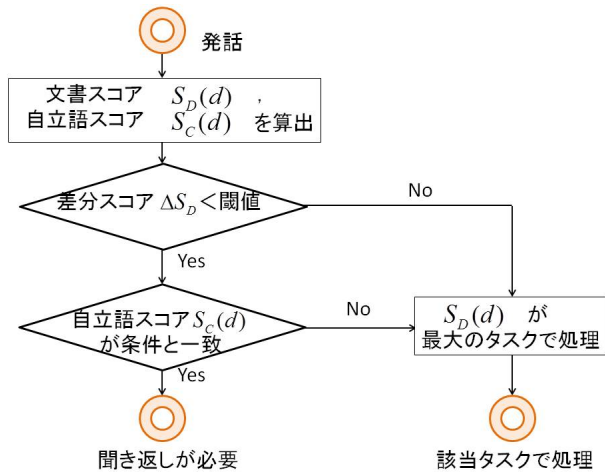 発話
文書スコア S_D(d) ,
自立語スコア S_C(d) を算出
差分スコア ΔS_D＜閾値
No
Yes
自立語スコア S_C(d)
が条件と一致
No
S_D(d) が
最大のタスクで処理
Yes
聞き返しが必要
該当タスクで処理